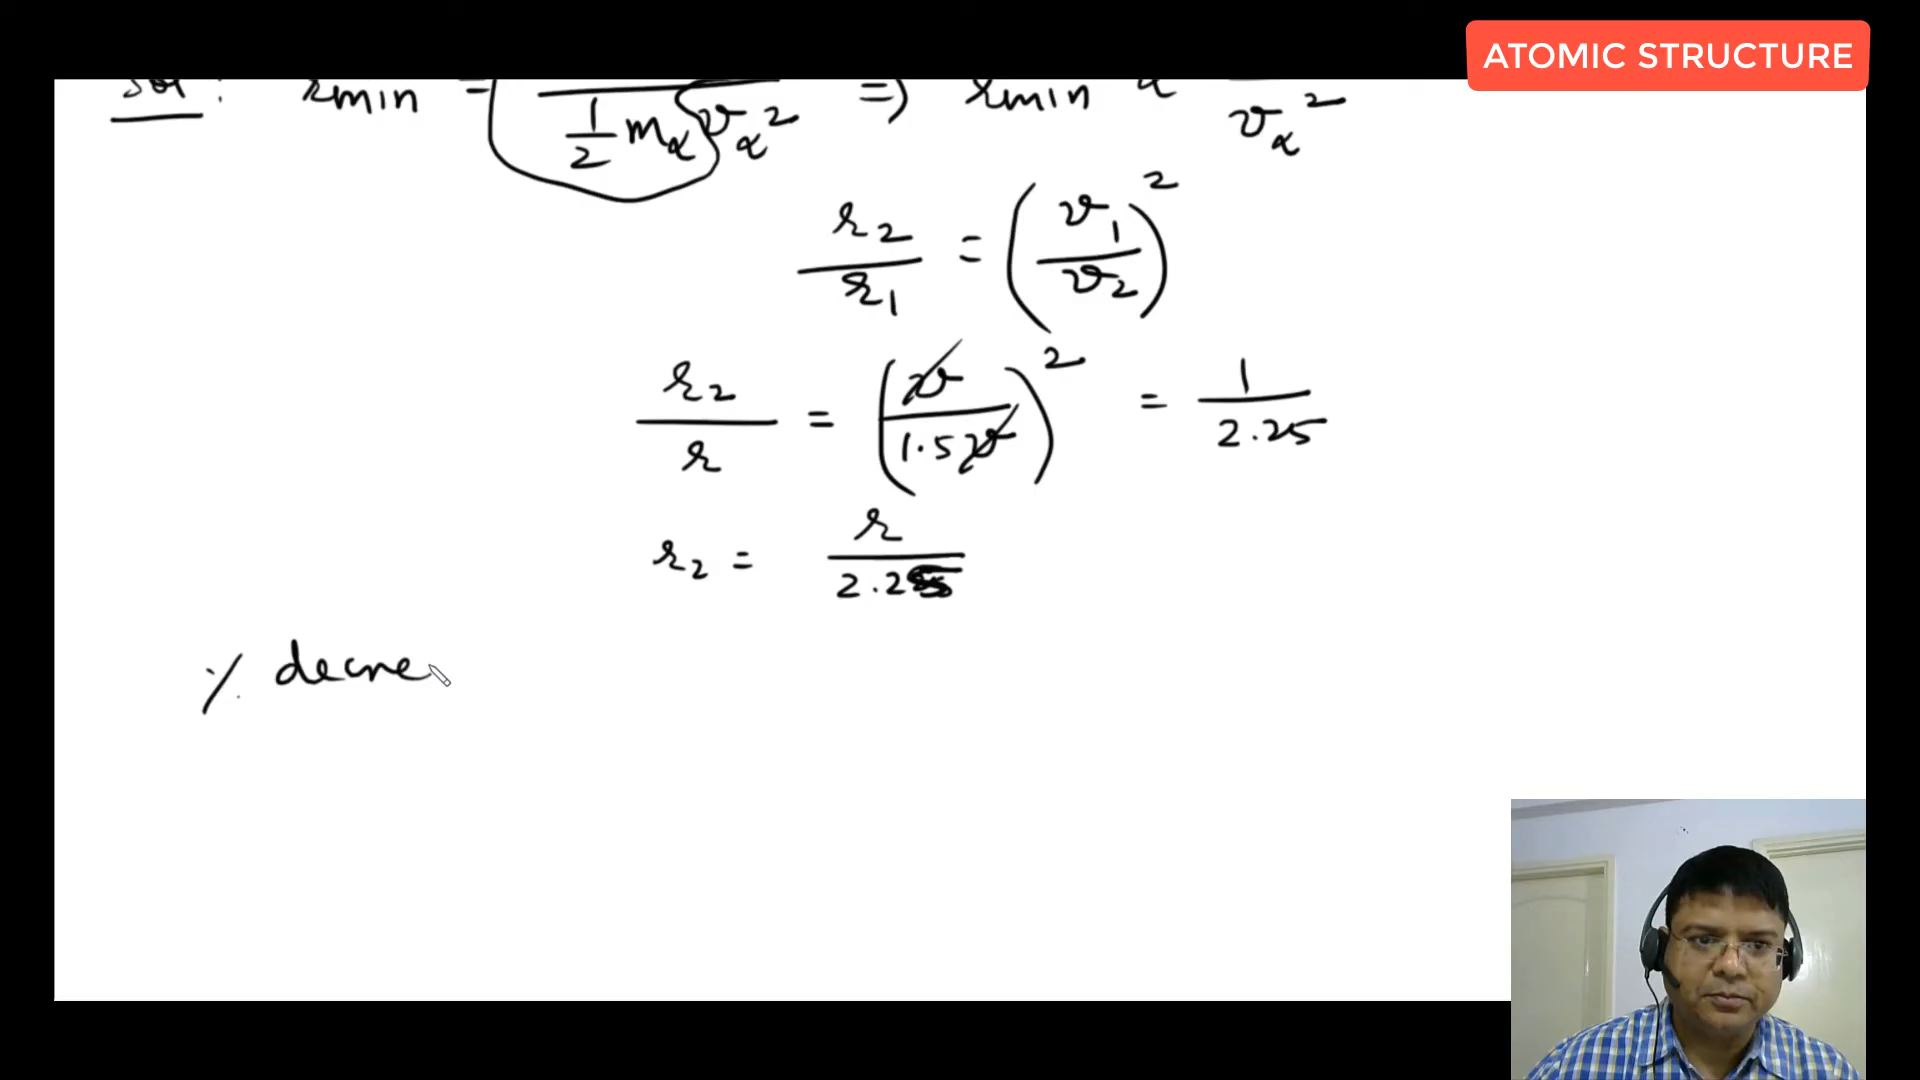 ATOMIC STRUCTURE
Sol : rmin = / ½ mα vα² => rmin α / vα²
r2/r1 = (v1/v2)²
r2/r = (v/1.5v)² = 1/2.25
r2 = r/2.25
% decre